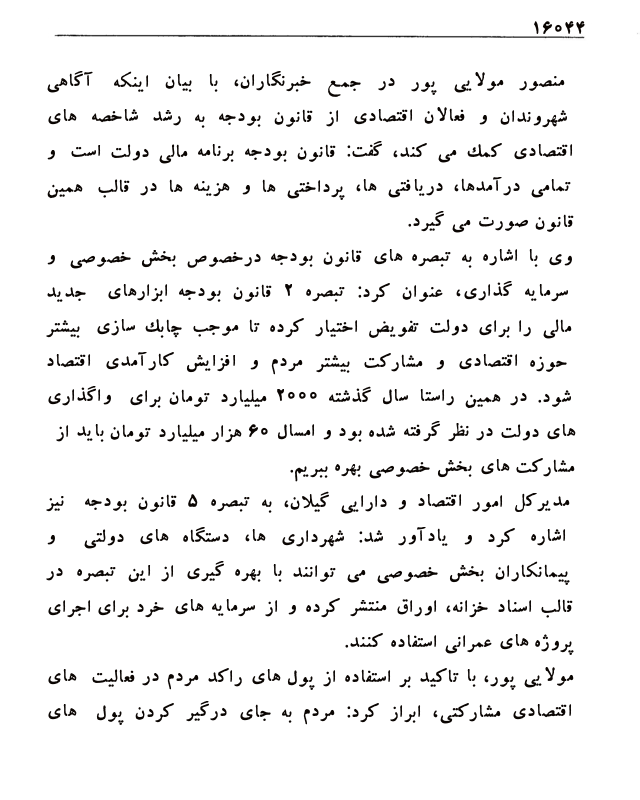 ۱۶۰۴۴
منصور مولایی پور در جمع خبرنگاران، با بیان اینکه آگاهی
شهروندان و فعالان اقتصادی از قانون بودجه به رشد شاخصه های
اقتصادی کمك می کند، گفت: قانون بودجه برنامه مالی دولت است و
تمامی درآمدها، دریافتی ها، پرداختی ها و هزینه ها در قالب همین
قانون صورت می گیرد.
وی با اشاره به تبصره های قانون بودجه درخصوص بخش خصوصی و
سرمایه گذاری، عنوان کرد: تبصره ۲ قانون بودجه ابزارهای جدید
مالی را برای دولت تفویض اختیار کرده تا موجب چابك سازی بیشتر
حوزه اقتصادی و مشارکت بیشتر مردم و افزایش کارآمدی اقتصاد
شود. در همین راستا سال گذشته ۲۰۰۰ میلیارد تومان برای واگذاری
های دولت در نظر گرفته شده بود و امسال ۶۰ هزار میلیارد تومان باید از
مشارکت های بخش خصوصی بهره ببریم.
مدیرکل امور اقتصاد و دارایی گیلان، به تبصره ۵ قانون بودجه نیز
اشاره کرد و یادآور شد: شهرداری ها، دستگاه های دولتی و
پیمانکاران بخش خصوصی می توانند با بهره گیری از این تبصره در
قالب اسناد خزانه، اوراق منتشر کرده و از سرمایه های خرد برای اجرای
پروژه های عمرانی استفاده کنند.
مولایی پور، با تاکید بر استفاده از پول های راکد مردم در فعالیت های
اقتصادی مشارکتی، ابراز کرد: مردم به جای درگیر کردن پول های